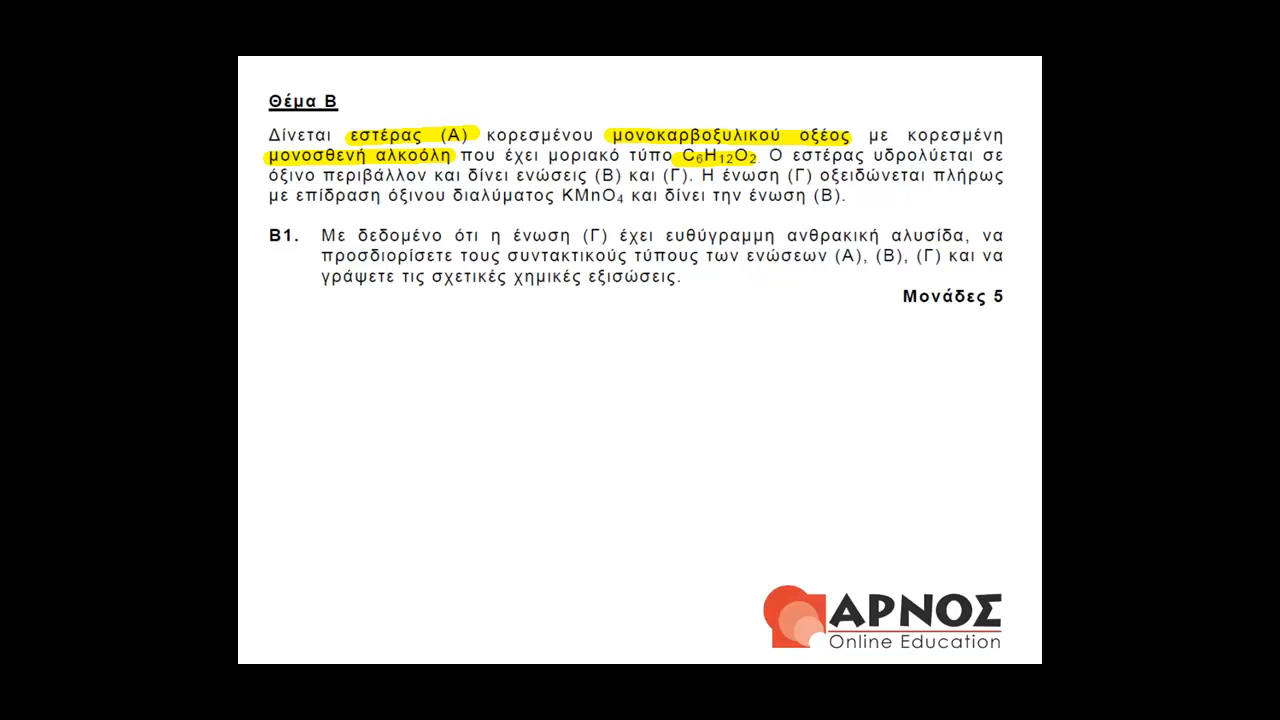 Θέμα Β
Δίνεται εστέρας (Α) κορεσμένου μονοκαρβοξυλικού οξέος με κορεσμένη
μονοσθενή αλκοόλη που έχει μοριακό τύπο C₆H₁₂O₂. Ο εστέρας υδρολύεται σε
όξινο περιβάλλον και δίνει ενώσεις (Β) και (Γ). Η ένωση (Γ) οξειδώνεται πλήρως
με επίδραση όξινου διαλύματος KMnO₄ και δίνει την ένωση (Β).
Β1. Με δεδομένο ότι η ένωση (Γ) έχει ευθύγραμμη ανθρακική αλυσίδα, να
προσδιορίσετε τους συντακτικούς τύπους των ενώσεων (Α), (Β), (Γ) και να
γράψετε τις σχετικές χημικές εξισώσεις.
Μονάδες 5
ΑΡΝΟΣ
Online Education